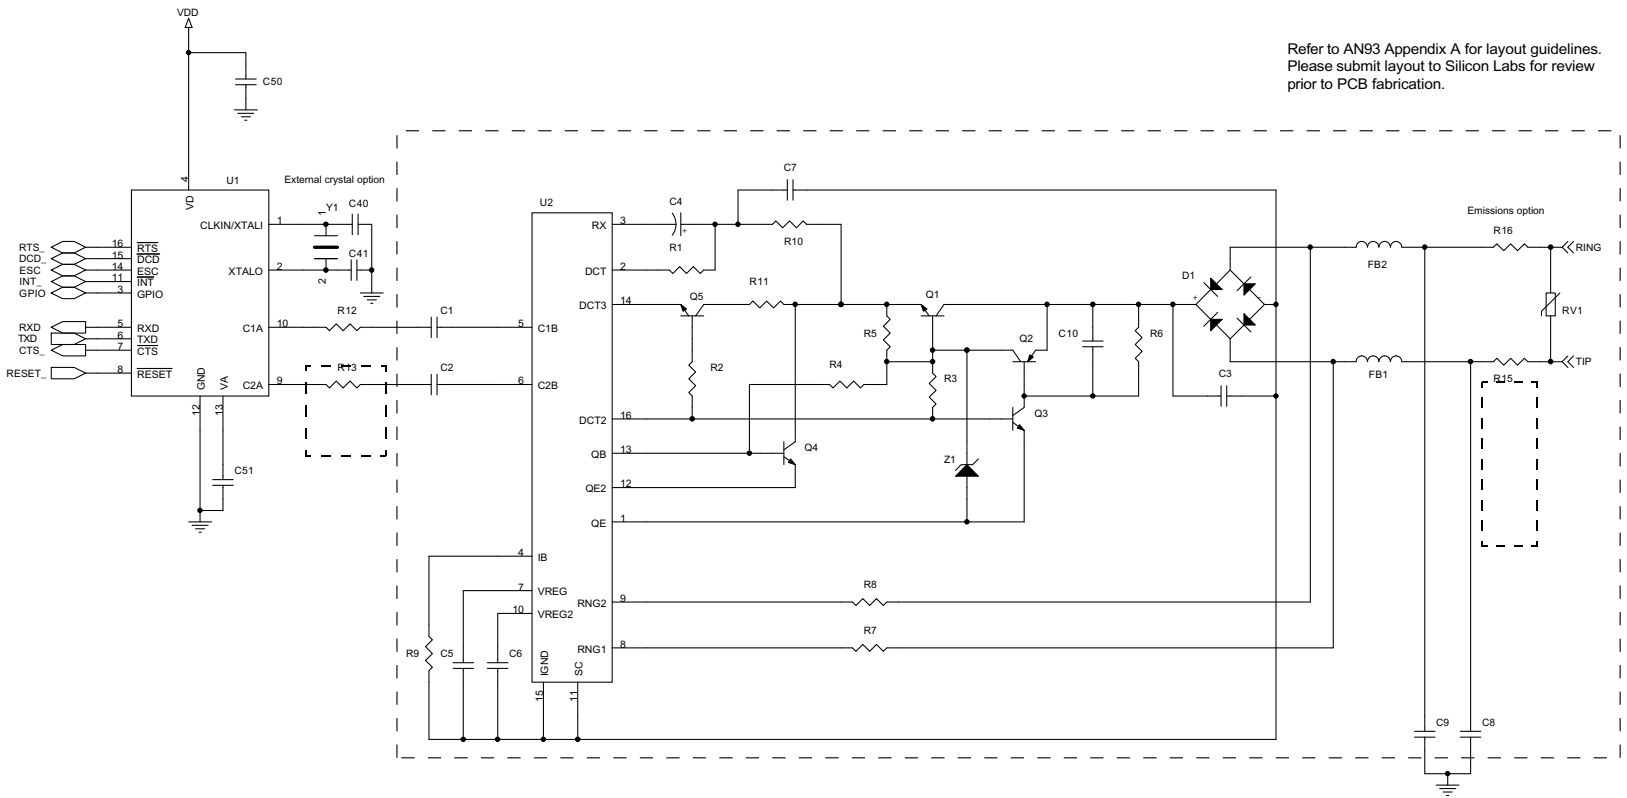 VDD
C50
Refer to AN93 Appendix A for layout guidelines.
Please submit layout to Silicon Labs for review
prior to PCB fabrication.
U1
External crystal option
4
VD
CLKIN/XTALI
1
1
Y1
C40
XTALO
2
2
C41
RTS_
16
RTS
DCD_
15
DCD
ESC
14
ESC
INT_
11
INT
GPIO
3
GPIO
RXD
5
RXD
TXD
6
TXD
CTS_
7
CTS
RESET_
8
RESET
C1A
10
R12
C1
C2A
9
R13
C2
GND
VA
12
13
C51
U2
RX
3
C4
+
C7
R1
R10
DCT
2
DCT3
14
Q5
R11
Q1
5
C1B
6
C2B
R2
R5
R4
R3
Q2
C10
R6
DCT2
16
Q3
QB
13
Q4
QE2
12
Z1
QE
1
4
IB
7
VREG
10
VREG2
RNG2
9
R8
RNG1
8
R7
R9
C5
C6
IGND
SC
15
11
D1
+
-
C3
Emissions option
R16
RING
FB2
RV1
FB1
R15
TIP
C9
C8